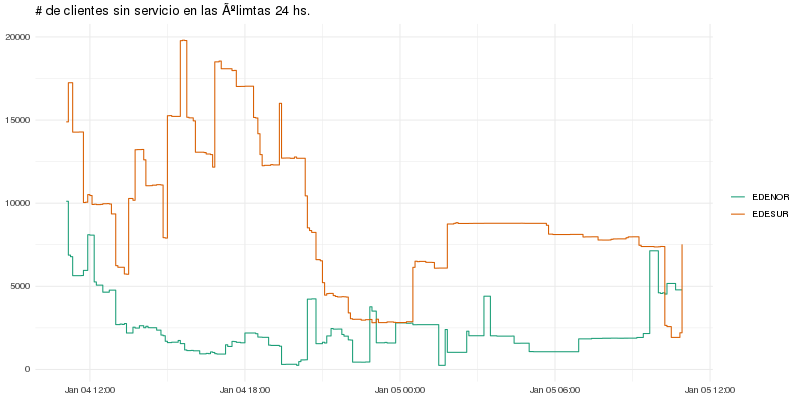 # de clientes sin servicio en las Ãºlimtas 24 hs.
20000
15000
10000
5000
0
Jan 04 12:00
Jan 04 18:00
Jan 05 00:00
Jan 05 06:00
Jan 05 12:00
EDENOR
EDESUR